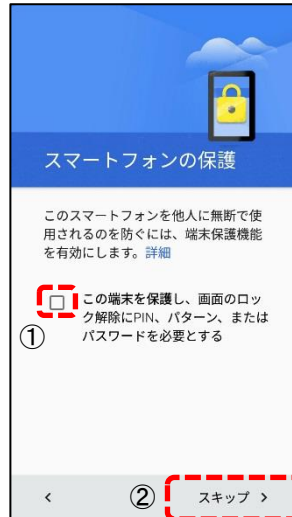 スマートフォンの保護
このスマートフォンを他人に無断で使
用されるのを防ぐには、端末保護機能
を有効にします。詳細
この端末を保護し、画面のロッ
ク解除にPIN、パターン、または
パスワードを必要とする
①
② スキップ